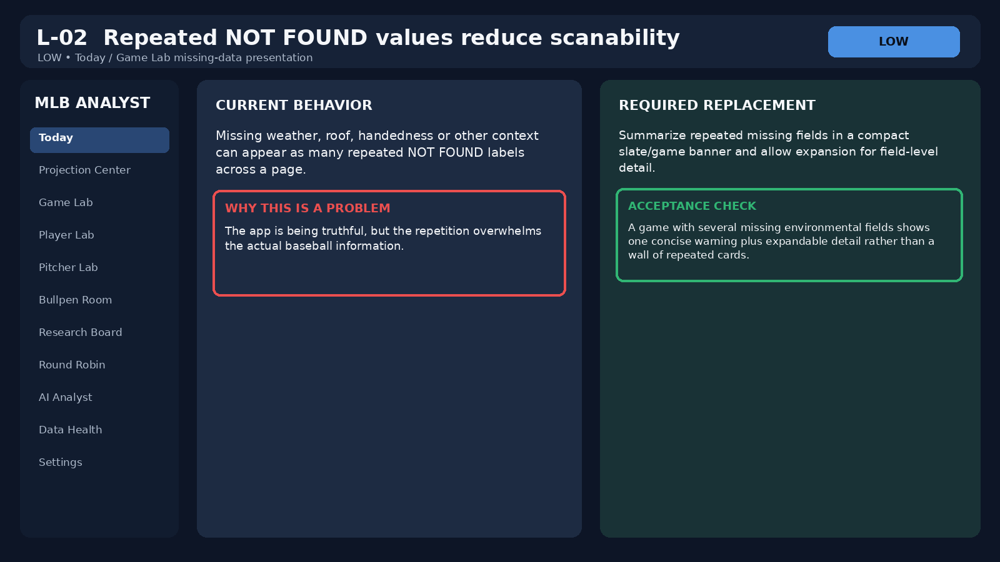 L-02  Repeated NOT FOUND values reduce scanability
LOW • Today / Game Lab missing-data presentation
LOW
MLB ANALYST
Today
Projection Center
Game Lab
Player Lab
Pitcher Lab
Bullpen Room
Research Board
Round Robin
AI Analyst
Data Health
Settings
CURRENT BEHAVIOR
Missing weather, roof, handedness or other context
can appear as many repeated NOT FOUND labels
across a page.
WHY THIS IS A PROBLEM
The app is being truthful, but the repetition overwhelms
the actual baseball information.
REQUIRED REPLACEMENT
Summarize repeated missing fields in a compact
slate/game banner and allow expansion for field-level
detail.
ACCEPTANCE CHECK
A game with several missing environmental fields shows
one concise warning plus expandable detail rather than a
wall of repeated cards.